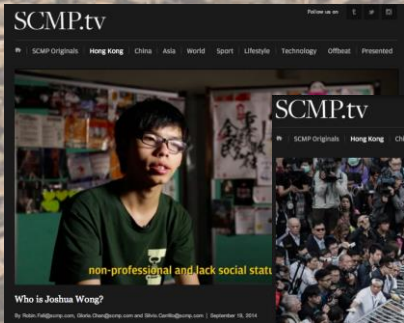 SCMP.tv
Follow us on
SCMP Originals Hong Kong China Asia World Sport Lifestyle Technology Offbeat Presented
SCMP.tv
SCMP Originals Hong Kong Chi
non-professional and lack social statu
Who is Joshua Wong?
By Robin.Fall@scmp.com, Gloria.Chan@scmp.com and Silvio.Carrillo@scmp.com | September 19, 2014